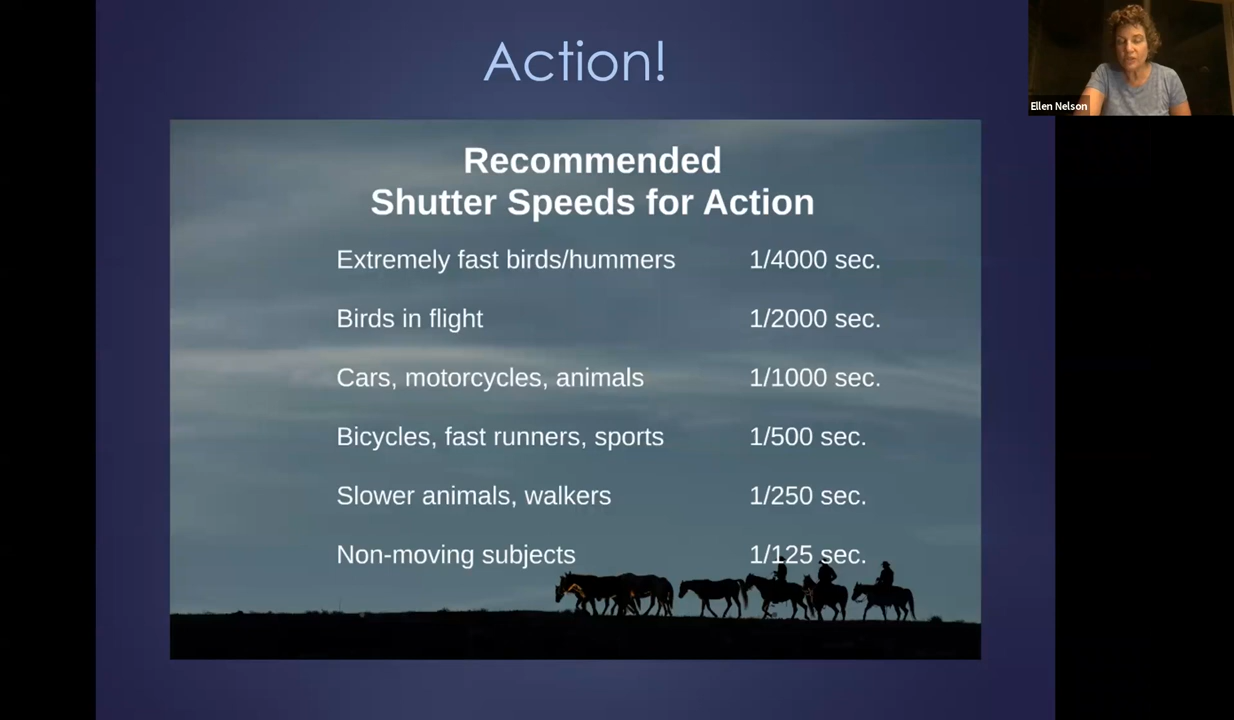 Action!
Ellen Nelson
Recommended
Shutter Speeds for Action
Extremely fast birds/hummers 1/4000 sec.
Birds in flight 1/2000 sec.
Cars, motorcycles, animals 1/1000 sec.
Bicycles, fast runners, sports 1/500 sec.
Slower animals, walkers 1/250 sec.
Non-moving subjects 1/125 sec.